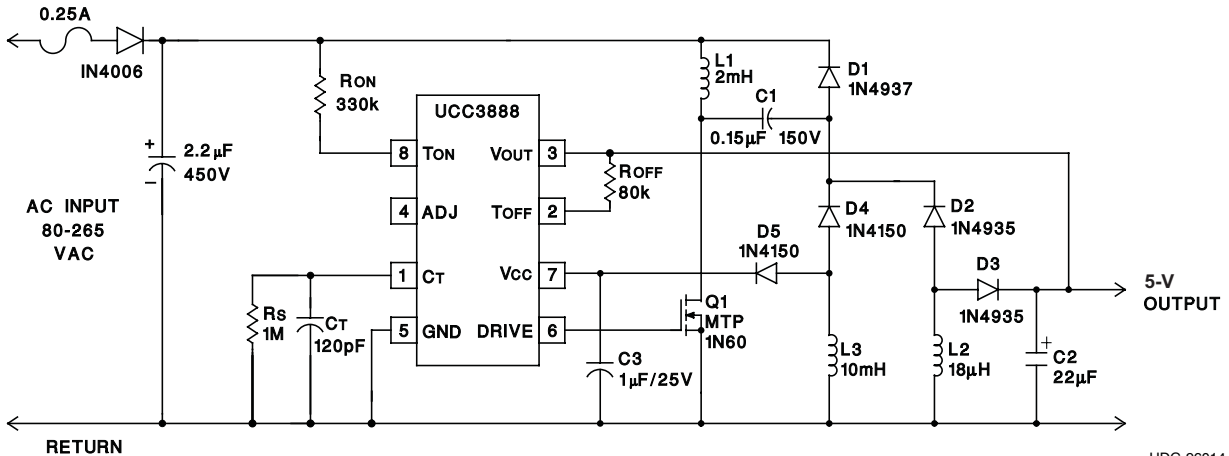 0.25A
IN4006
RON
330k
L1
2mH
D1
1N4937
C1
0.15µF 150V
UCC3888
+
2.2µF
450V
–
8 TON
VOUT 3
ROFF
80k
AC INPUT
80-265
VAC
4 ADJ
TOFF 2
D4
1N4150
D2
1N4935
D5
1N4150
1 CT
VCC 7
D3
1N4935
5-V
OUTPUT
RS
1M
CT
120pF
5 GND
DRIVE 6
Q1
MTP
1N60
C3
1µF/25V
L3
10mH
L2
18µH
+
C2
22µF
RETURN